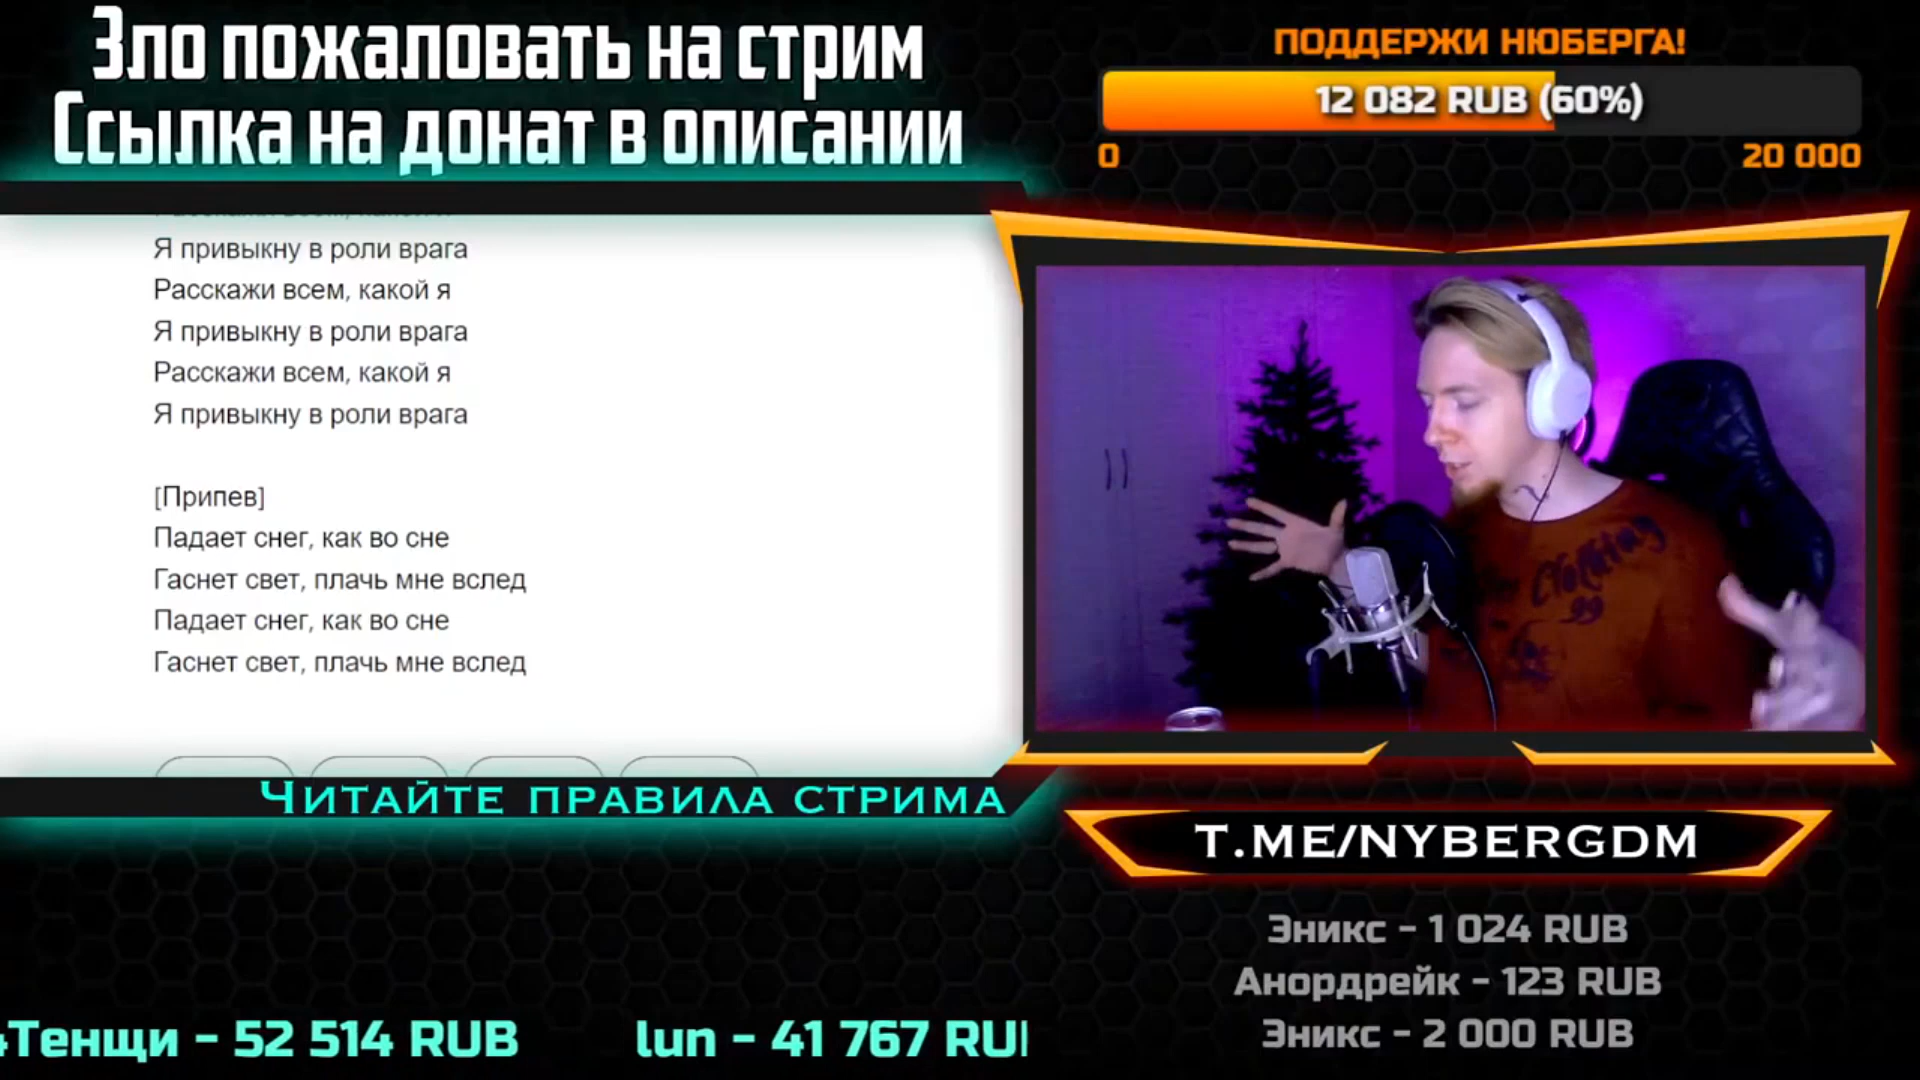 Зло пожаловать на стрим
Ссылка на донат в описании
ПОДДЕРЖИ НЮБЕРГА!
12 082 RUB (60%)
0
20 000
Я привыкну в роли врага
Расскажи всем, какой я
Я привыкну в роли врага
Расскажи всем, какой я
Я привыкну в роли врага
[Припев]
Падает снег, как во сне
Гаснет свет, плачь мне вслед
Падает снег, как во сне
Гаснет свет, плачь мне вслед
Читайте правила стрима
T.ME/NYBERGDM
Эникс - 1 024 RUB
Анордрейк - 123 RUB
Эникс - 2 000 RUB
Тенщи - 52 514 RUB
lun - 41 767 RU
Clothing
99